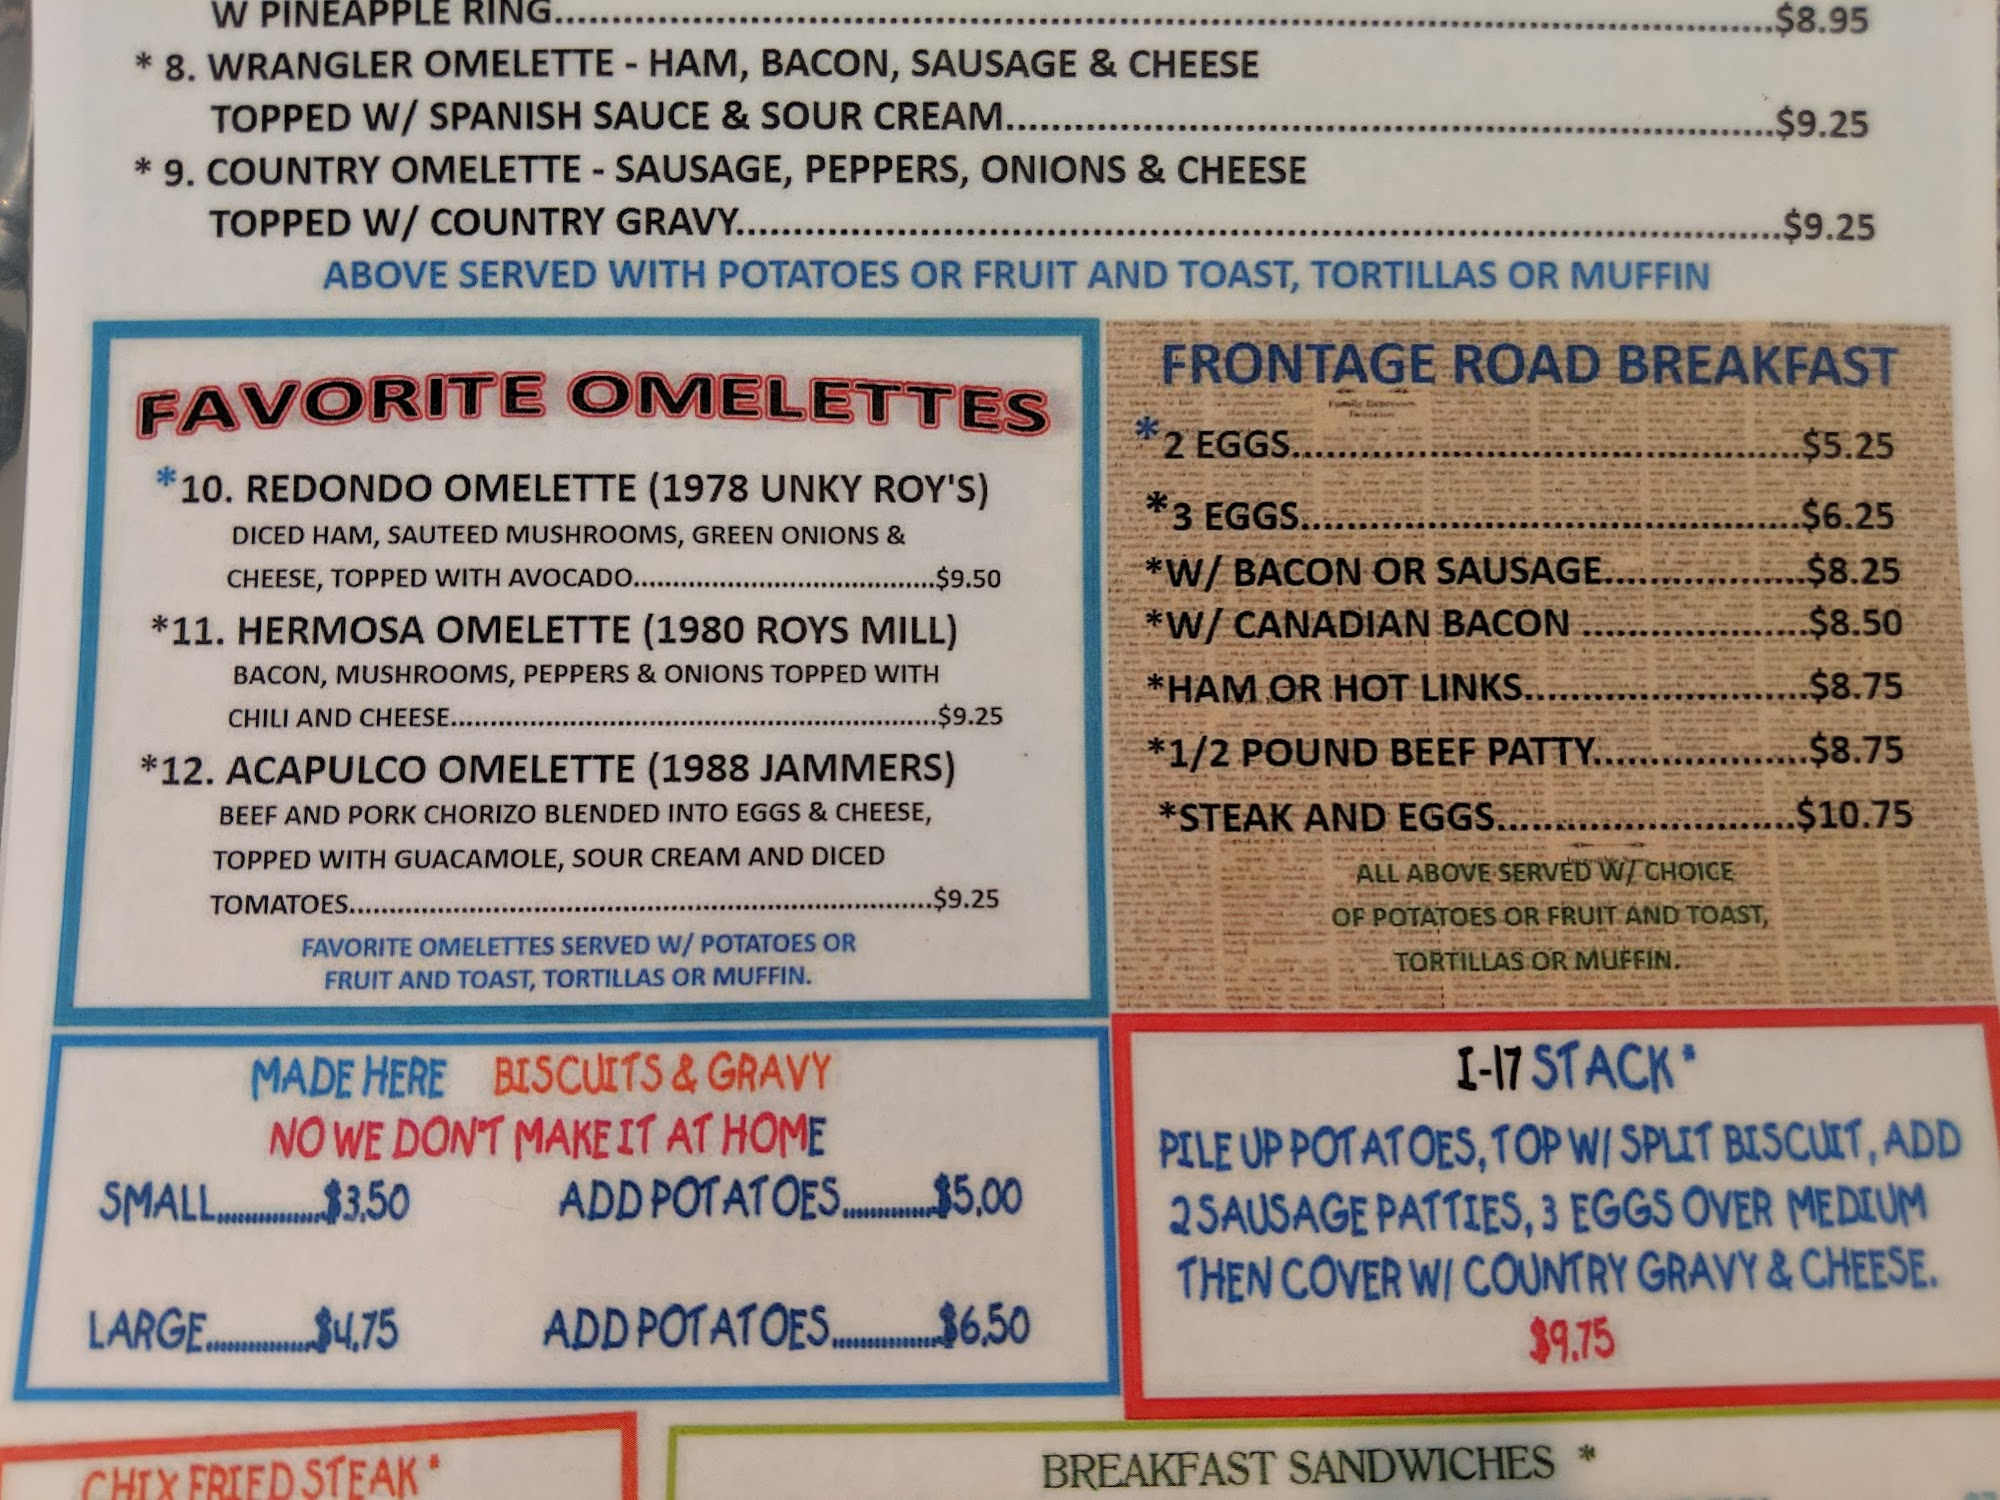 W PINEAPPLE RING....................$8.95
* 8. WRANGLER OMELETTE - HAM, BACON, SAUSAGE & CHEESE
TOPPED W/ SPANISH SAUCE & SOUR CREAM....................$9.25
* 9. COUNTRY OMELETTE - SAUSAGE, PEPPERS, ONIONS & CHEESE
TOPPED W/ COUNTRY GRAVY....................$9.25
ABOVE SERVED WITH POTATOES OR FRUIT AND TOAST, TORTILLAS OR MUFFIN
FAVORITE OMELETTES
*10. REDONDO OMELETTE (1978 UNKY ROY'S)
DICED HAM, SAUTEED MUSHROOMS, GREEN ONIONS &
CHEESE, TOPPED WITH AVOCADO....................$9.50
*11. HERMOSA OMELETTE (1980 ROYS MILL)
BACON, MUSHROOMS, PEPPERS & ONIONS TOPPED WITH
CHILI AND CHEESE....................$9.25
*12. ACAPULCO OMELETTE (1988 JAMMERS)
BEEF AND PORK CHORIZO BLENDED INTO EGGS & CHEESE,
TOPPED WITH GUACAMOLE, SOUR CREAM AND DICED
TOMATOES....................$9.25
FAVORITE OMELETTES SERVED W/ POTATOES OR
FRUIT AND TOAST, TORTILLAS OR MUFFIN.
FRONTAGE ROAD BREAKFAST
*2 EGGS....................$5.25
*3 EGGS....................$6.25
*W/ BACON OR SAUSAGE....................$8.25
*W/ CANADIAN BACON ....................$8.50
*HAM OR HOT LINKS....................$8.75
*1/2 POUND BEEF PATTY....................$8.75
*STEAK AND EGGS....................$10.75
ALL ABOVE SERVED W/ CHOICE
OF POTATOES OR FRUIT AND TOAST,
TORTILLAS OR MUFFIN.
MADE HERE BISCUITS & GRAVY
NO WE DON'T MAKE IT AT HOME
SMALL..........$3.50 ADD POTATOES..........$5.00
LARGE..........$4.75 ADD POTATOES..........$6.50
I-17 STACK*
PILE UP POTATOES, TOP W/ SPLIT BISCUIT, ADD
2 SAUSAGE PATTIES, 3 EGGS OVER MEDIUM
THEN COVER W/ COUNTRY GRAVY & CHEESE.
$9.75
CHIX FRIED STEAK*
BREAKFAST SANDWICHES *